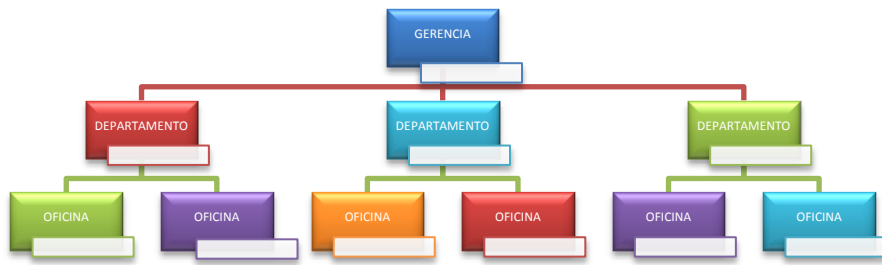 GERENCIA
DEPARTAMENTO
DEPARTAMENTO
DEPARTAMENTO
OFICINA
OFICINA
OFICINA
OFICINA
OFICINA
OFICINA